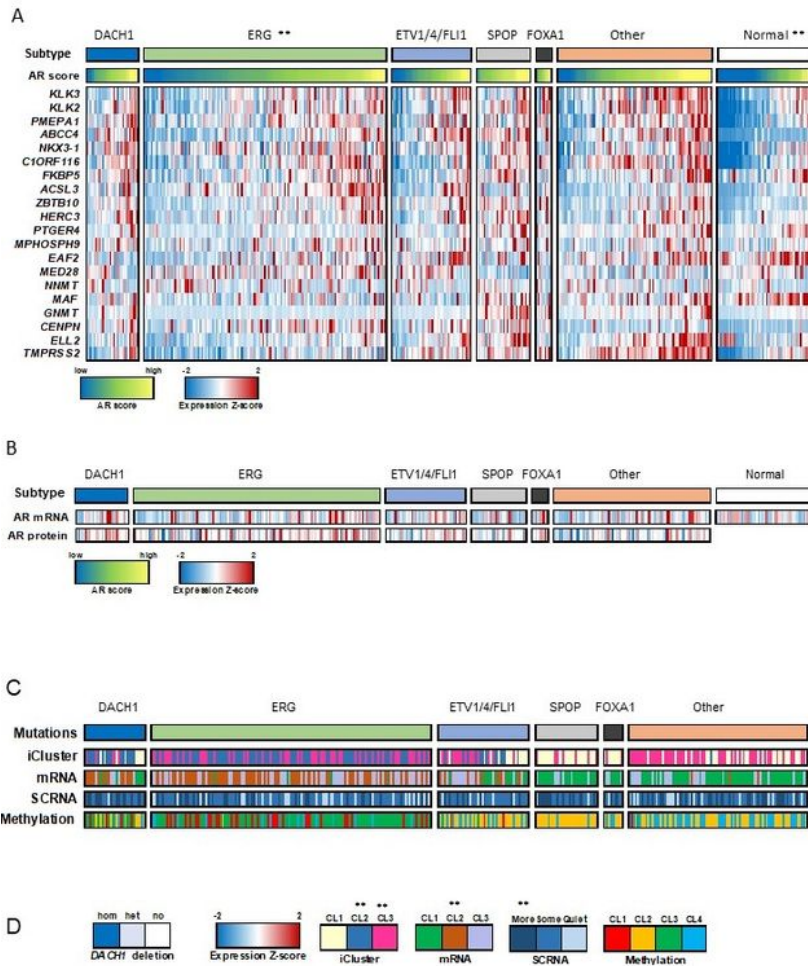 A
DACH1 ERG ** ETV1/4/FLI1 SPOP FOXA1 Other Normal **
Subtype
AR score
KLK3
KLK2
PMEPA1
ABCC4
NKX3-1
C1ORF116
FKBP5
ACSL3
ZBTB10
HERC3
PTGER4
MPHOSPH9
EAF2
MED28
NNMT
MAF
GNMT
CENPN
ELL2
TMPRSS2
low high -2 2
AR score Expression Z-score
B
DACH1 ERG ETV1/4/FLI1 SPOP FOXA1 Other Normal
Subtype
AR mRNA
AR protein
low high -2 2
AR score Expression Z-score
C
DACH1 ERG ETV1/4/FLI1 SPOP FOXA1 Other
Mutations
iCluster
mRNA
SCRNA
Methylation
** ** ** **
hom het no -2 2 CL1 CL2 CL3 CL1 CL2 CL3 More Some Quiet CL1 CL2 CL3 CL4
D
DACH1 deletion Expression Z-score iCluster mRNA SCRNA Methylation